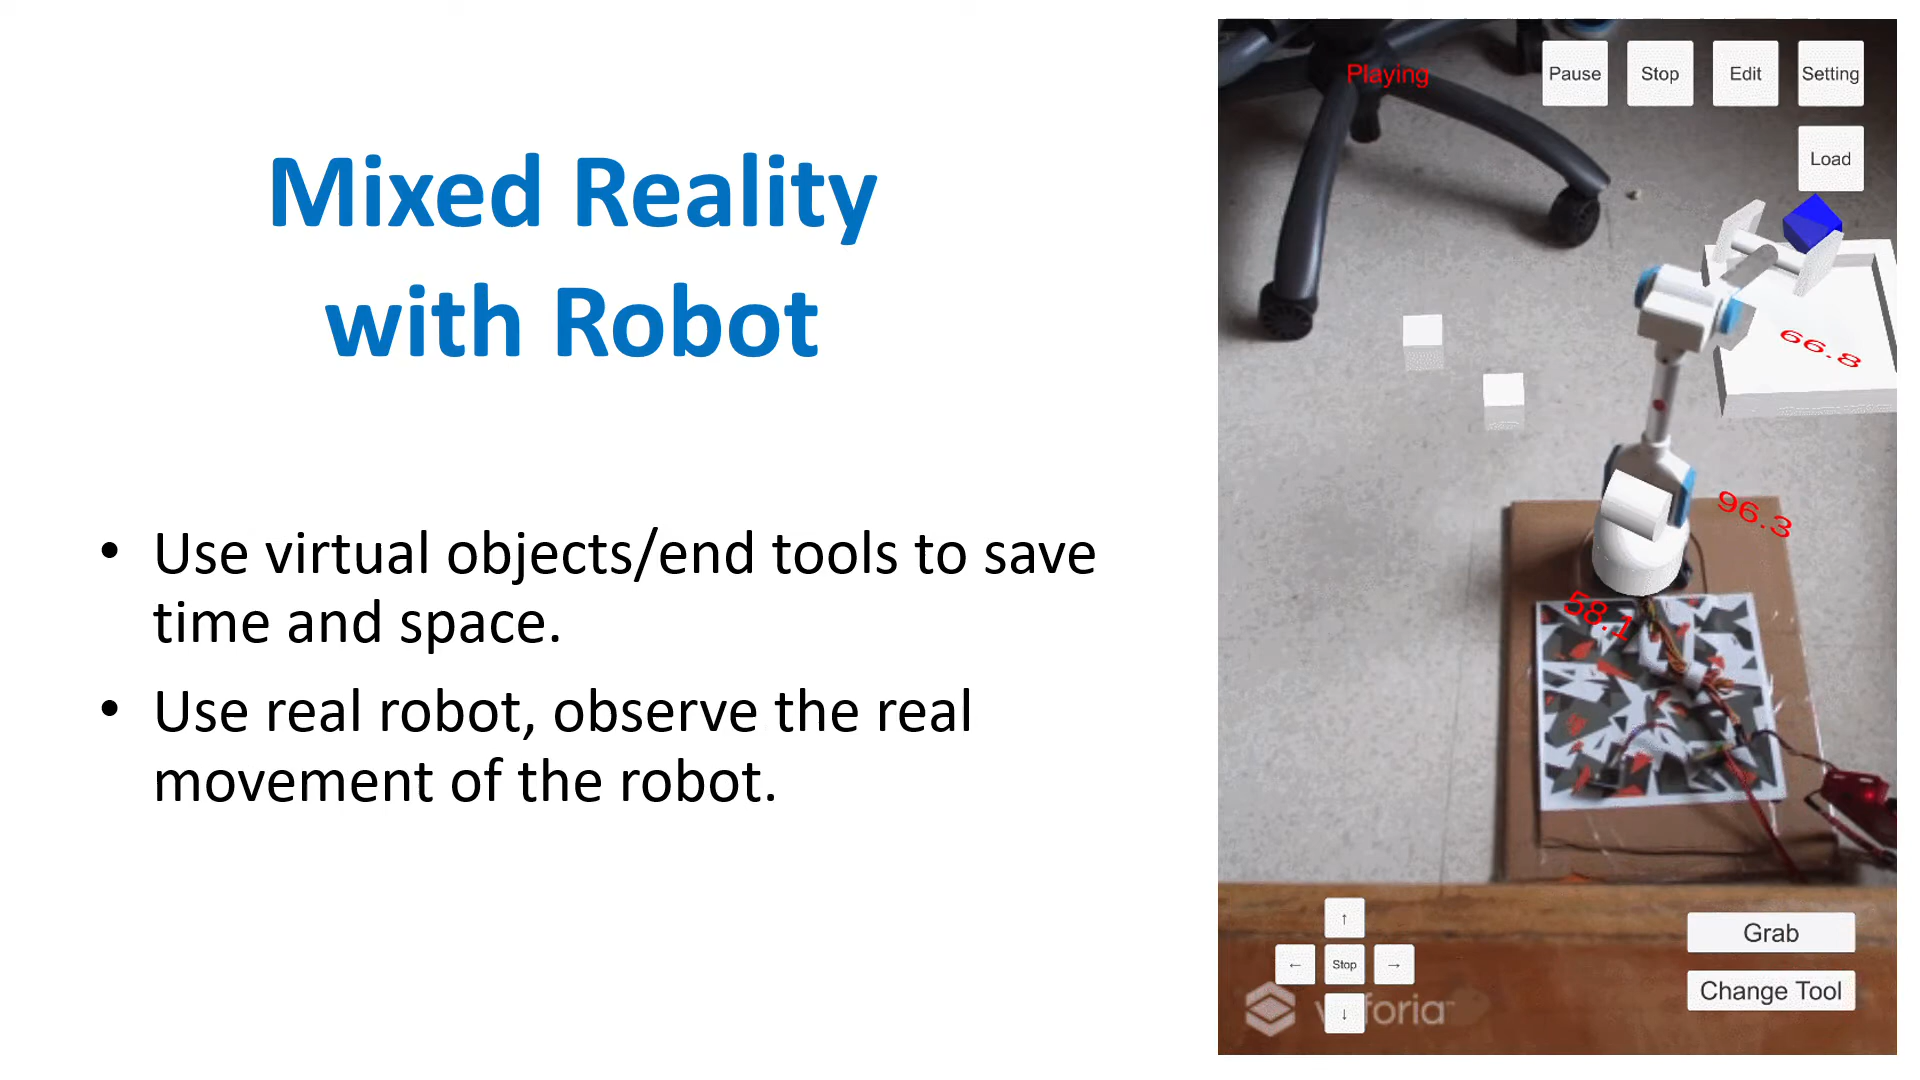 Mixed Reality
with Robot
• Use virtual objects/end tools to save
time and space.
• Use real robot, observe the real
movement of the robot.
Playing
Pause
Stop
Edit
Setting
Load
66.8
96.3
58.1
↑
←
Stop
→
↓
Grab
Change Tool